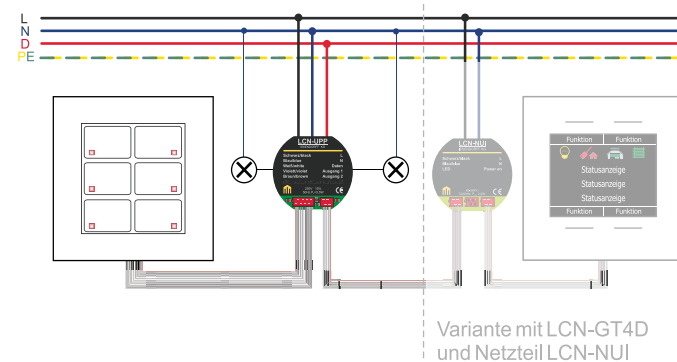 L
N
D
PE
LCN-UPP
Schwarz/black L
Blau/blue N
Weiß/white Daten
Violett/violet Ausgang 1
Braun/brown Ausgang 2
CE
LCN-NUI
Schwarz/black L
Blau/blue N
LED Power on
CE
Funktion Funktion
Statusanzeige
Statusanzeige
Statusanzeige
Funktion Funktion
Variante mit LCN-GT4D
und Netzteil LCN-NUI